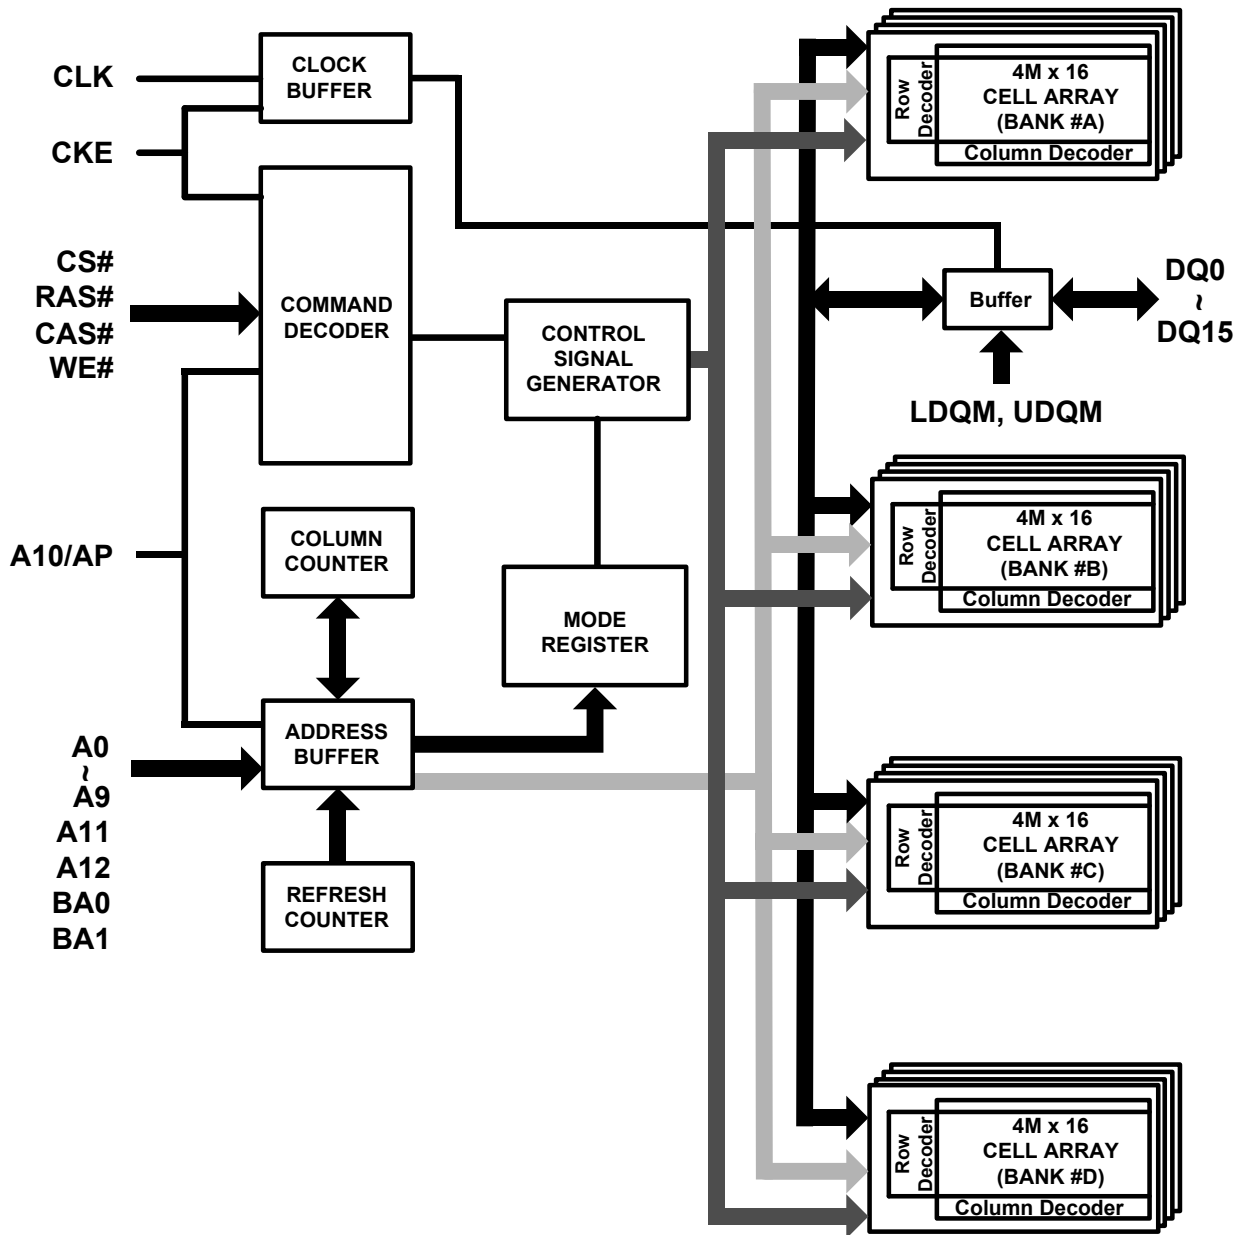 CLK
CKE
CS#
RAS#
CAS#
WE#
A10/AP
A0
~
A9
A11
A12
BA0
BA1
CLOCK
BUFFER
COMMAND
DECODER
COLUMN
COUNTER
ADDRESS
BUFFER
REFRESH
COUNTER
CONTROL
SIGNAL
GENERATOR
MODE
REGISTER
Row
Decoder
4M x 16
CELL ARRAY
(BANK #A)
Column Decoder
Buffer
DQ0
~
DQ15
LDQM, UDQM
Row
Decoder
4M x 16
CELL ARRAY
(BANK #B)
Column Decoder
Row
Decoder
4M x 16
CELL ARRAY
(BANK #C)
Column Decoder
Row
Decoder
4M x 16
CELL ARRAY
(BANK #D)
Column Decoder